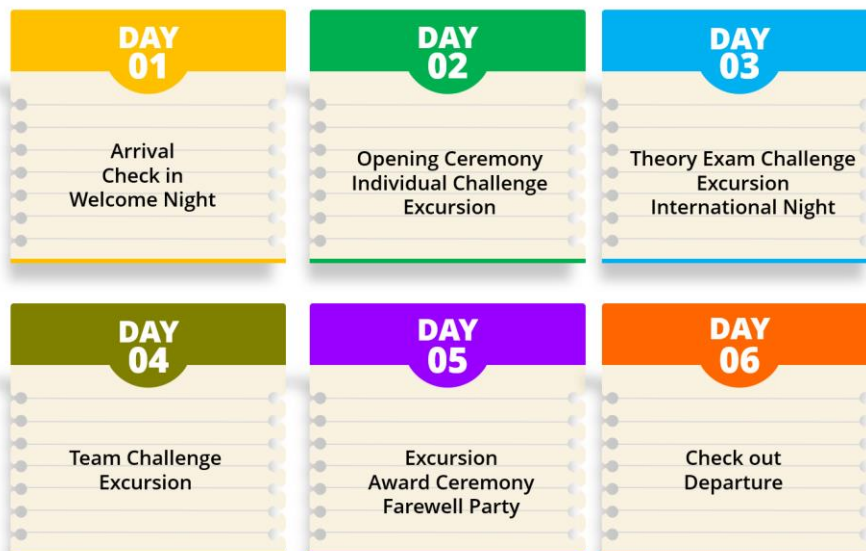 DAY
01
Arrival
Check in
Welcome Night
DAY
02
Opening Ceremony
Individual Challenge
Excursion
DAY
03
Theory Exam Challenge
Excursion
International Night
DAY
04
Team Challenge
Excursion
DAY
05
Excursion
Award Ceremony
Farewell Party
DAY
06
Check out
Departure